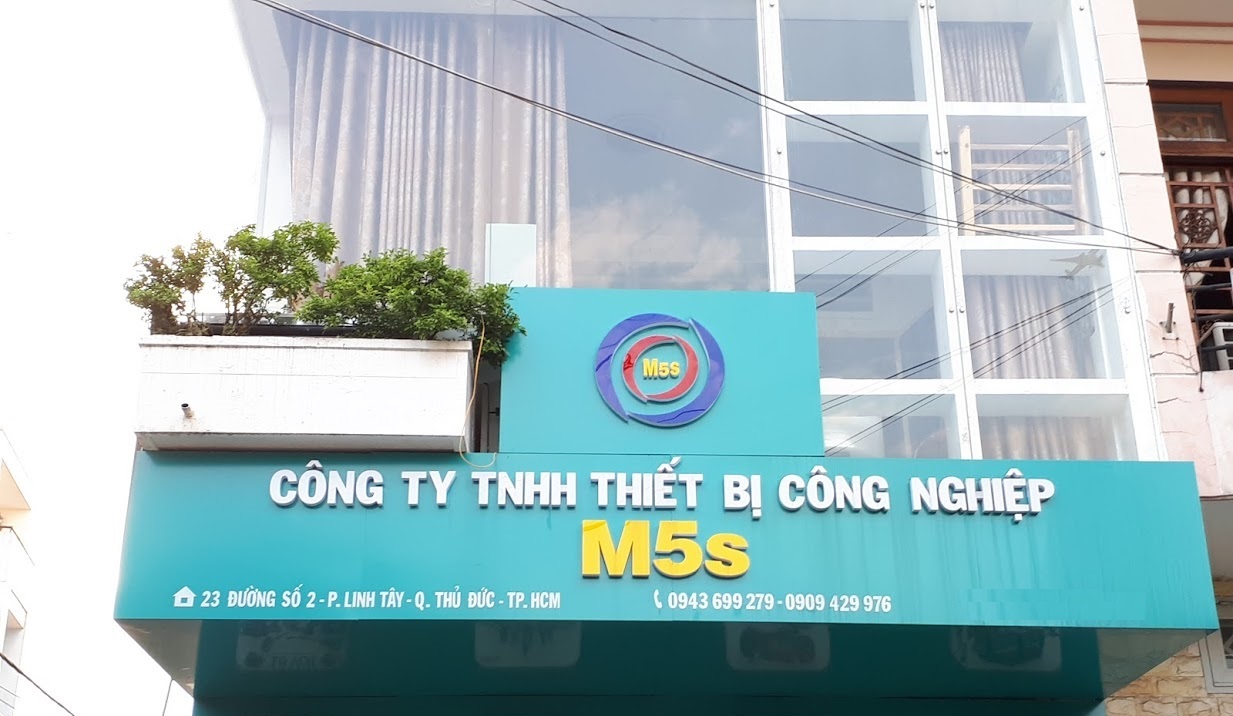 M5s
CÔNG TY TNHH THIẾT BỊ CÔNG NGHIỆP
M5s
23 ĐƯỜNG SỐ 2 - P. LINH TÂY - Q. THỦ ĐỨC - TP. HCM
0943 699 279 - 0909 429 976